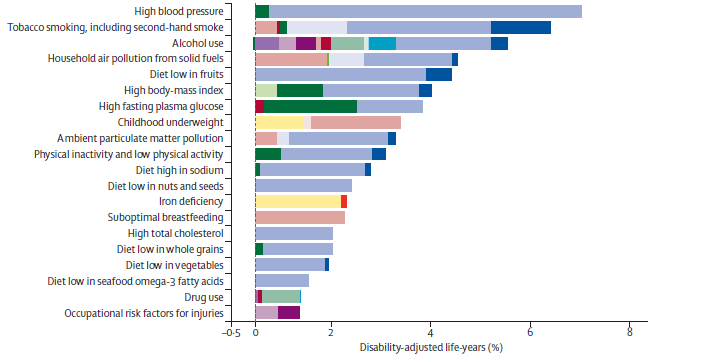 High blood pressure
Tobacco smoking, including second-hand smoke
Alcohol use
Household air pollution from solid fuels
Diet low in fruits
High body-mass index
High fasting plasma glucose
Childhood underweight
Ambient particulate matter pollution
Physical inactivity and low physical activity
Diet high in sodium
Diet low in nuts and seeds
Iron deficiency
Suboptimal breastfeeding
High total cholesterol
Diet low in whole grains
Diet low in vegetables
Diet low in seafood omega-3 fatty acids
Drug use
Occupational risk factors for injuries
–0·5 0 2 4 6 8
Disability-adjusted life-years (%)